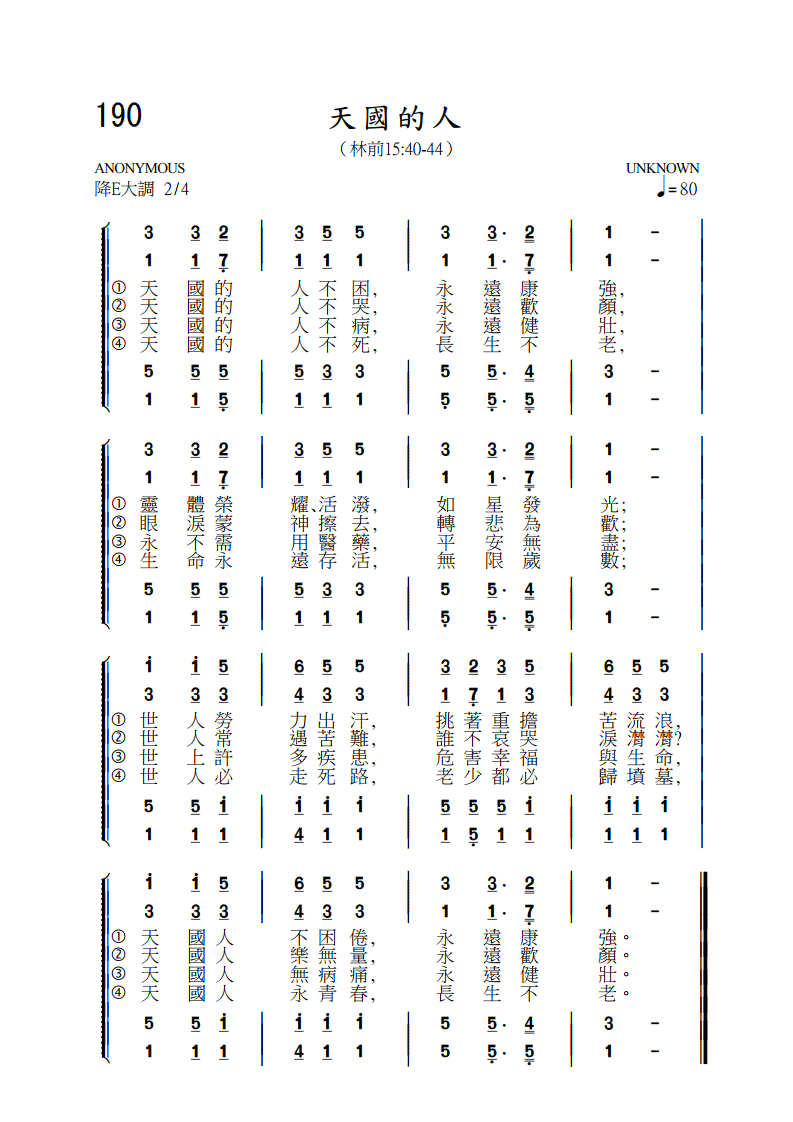 190
天國的人
（林前15:40-44）
ANONYMOUS UNKNOWN
降E大調 2/4 ♩=80
3 3 2 | 3 5 5 | 3 3· 2 | 1 －
1 1 7 | 1 1 1 | 1 1· 7 | 1 －
① 天國的人不困，永遠康強，
② 天國的人不哭，永遠歡顏，
③ 天國的人不病，永遠健壯，
④ 天國的人不死，長生不老，
5 5 5 | 5 3 3 | 5 5· 4 | 3 －
1 1 5 | 1 1 1 | 5 5· 5 | 1 －
3 3 2 | 3 5 5 | 3 3· 2 | 1 －
1 1 7 | 1 1 1 | 1 1· 7 | 1 －
① 靈體榮耀、活潑，如星發光；
② 眼淚蒙神擦去，轉悲為歡；
③ 永不需用醫藥，平安無盡；
④ 生命永遠存活，無限歲數；
5 5 5 | 5 3 3 | 5 5· 4 | 3 －
1 1 5 | 1 1 1 | 5 5· 5 | 1 －
1 1 5 | 6 5 5 | 3 2 3 5 | 6 5 5
3 3 3 | 4 3 3 | 1 7 1 3 | 4 3 3
① 世人勞力出汗，挑著重擔苦流浪，
② 世人常遇苦難，誰不哀哭淚潸潸？
③ 世上許多疾患，危害幸福與生命，
④ 世人必走死路，老少都必歸墳墓，
5 5 1 | 1 1 1 | 5 5 5 1 | 1 1 1
1 1 1 | 4 1 1 | 1 5 1 1 | 1 1 1
1 1 5 | 6 5 5 | 3 3· 2 | 1 －
3 3 3 | 4 3 3 | 1 1· 7 | 1 －
① 天國人不困倦，永遠康強。
② 天國人樂無量，永遠歡顏。
③ 天國人無病痛，永遠健壯。
④ 天國人永青春，長生不老。
5 5 1 | 1 1 1 | 5 5· 4 | 3 －
1 1 1 | 4 1 1 | 5 5· 5 | 1 －